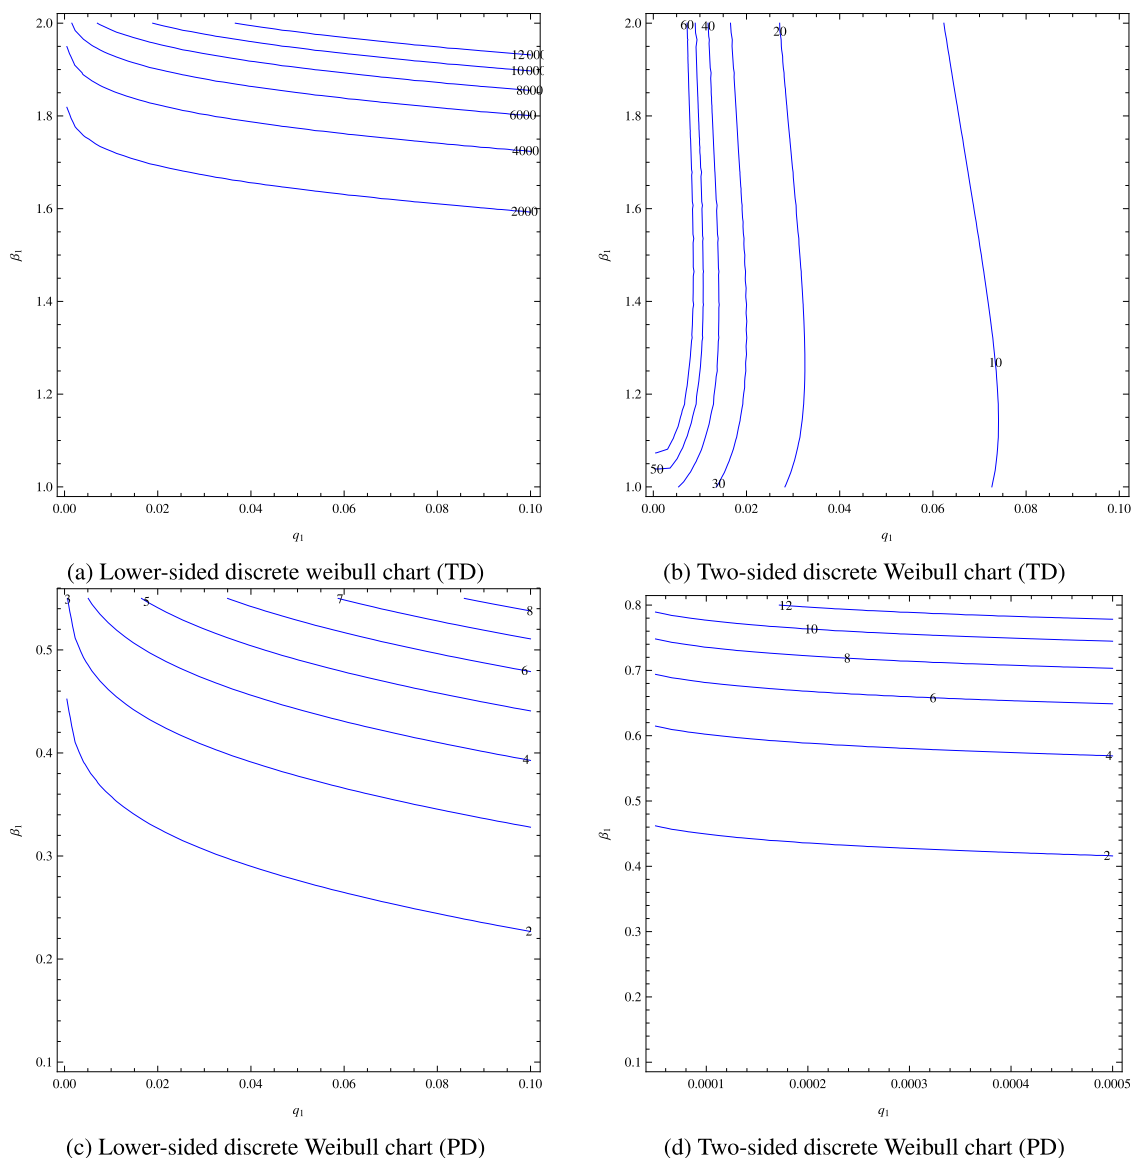 2.0
12 000
10 000
8000
1.8
6000
4000
1.6
2000
β1
1.4
1.2
1.0
0.00 0.02 0.04 0.06 0.08 0.10
q1
(a) Lower-sided discrete weibull chart (TD)
2.0
60 40 20
1.8
1.6
β1
1.4
10
1.2
50
30
1.0
0.00 0.02 0.04 0.06 0.08 0.10
q1
(b) Two-sided discrete Weibull chart (TD)
3 5 7 8
0.5
6
0.4
4
β1
0.3
2
0.2
0.1
0.00 0.02 0.04 0.06 0.08 0.10
q1
(c) Lower-sided discrete Weibull chart (PD)
0.8
12
10
0.7
8
6
0.6
4
0.5
β1
2
0.4
0.3
0.2
0.1
0.0001 0.0002 0.0003 0.0004 0.0005
q1
(d) Two-sided discrete Weibull chart (PD)